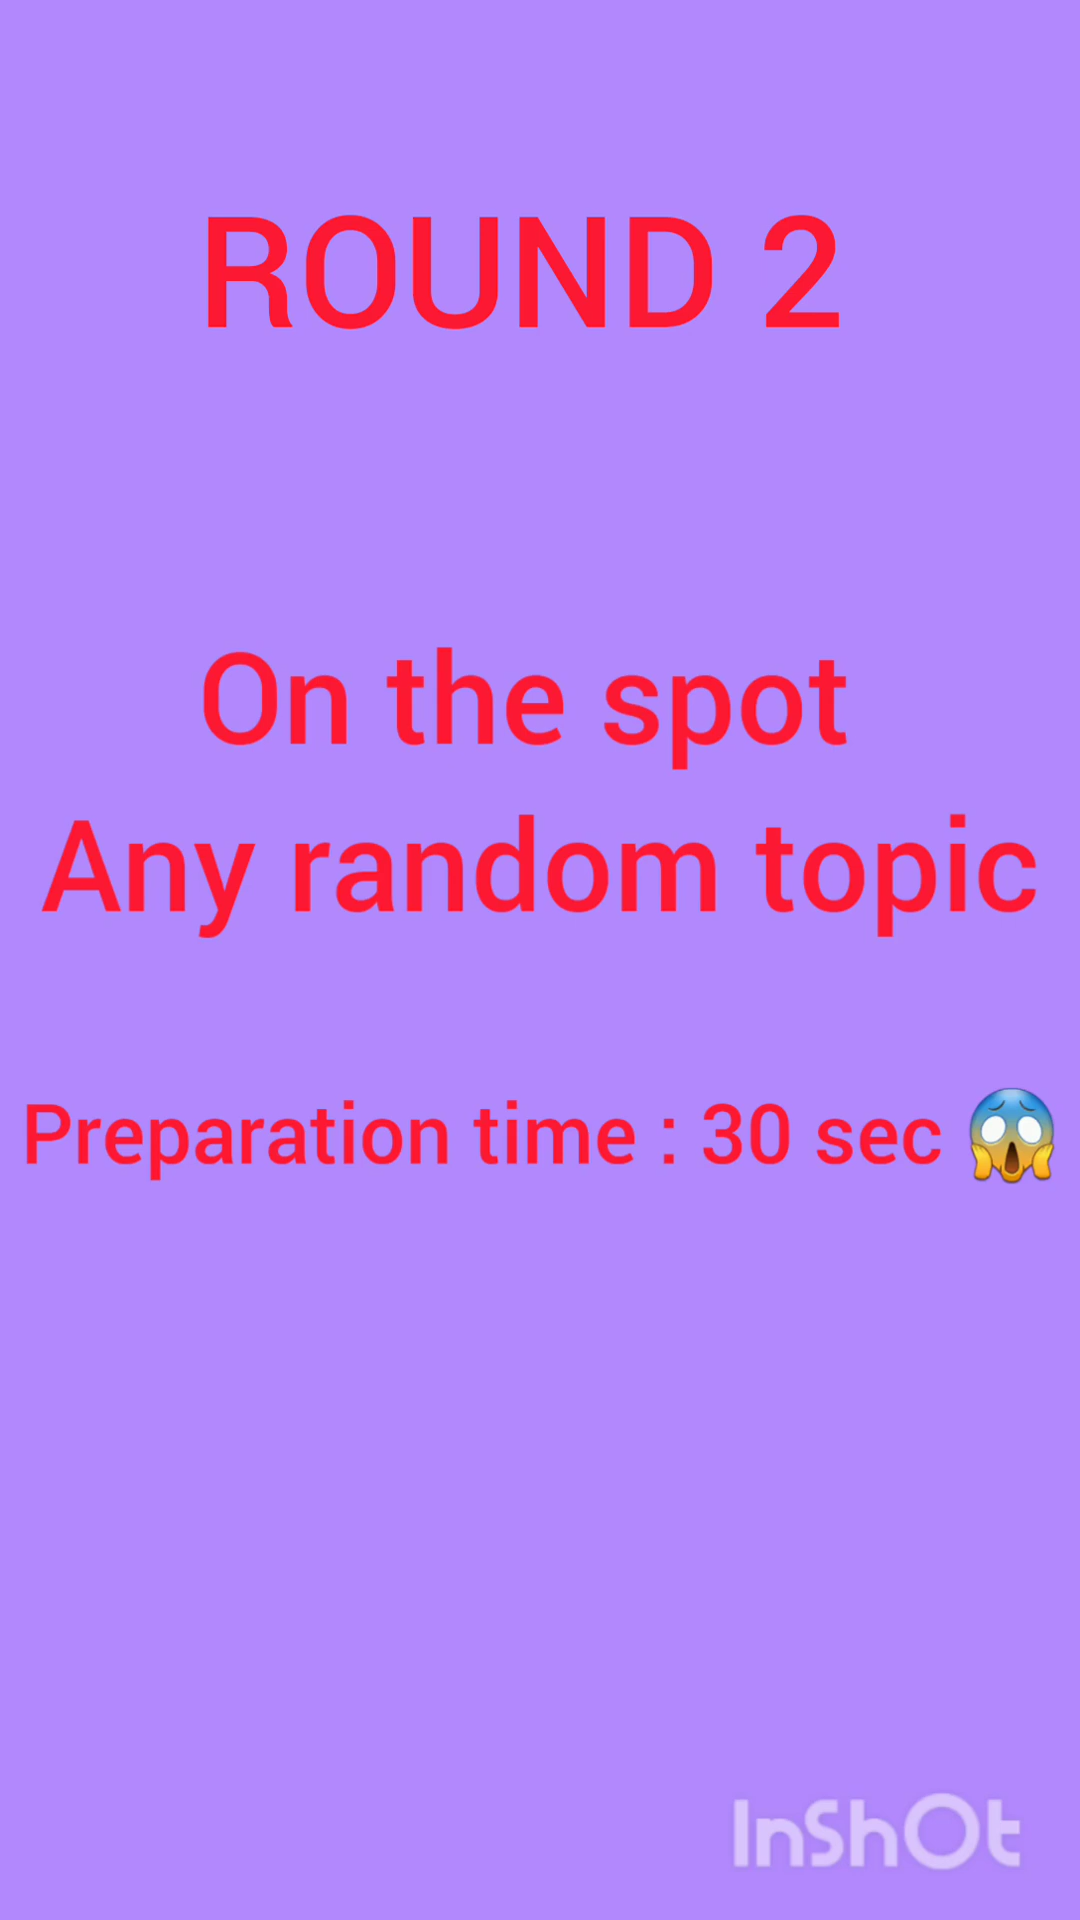 ROUND 2
On the spot
Any random topic
Preparation time : 30 sec 😱
InShOt